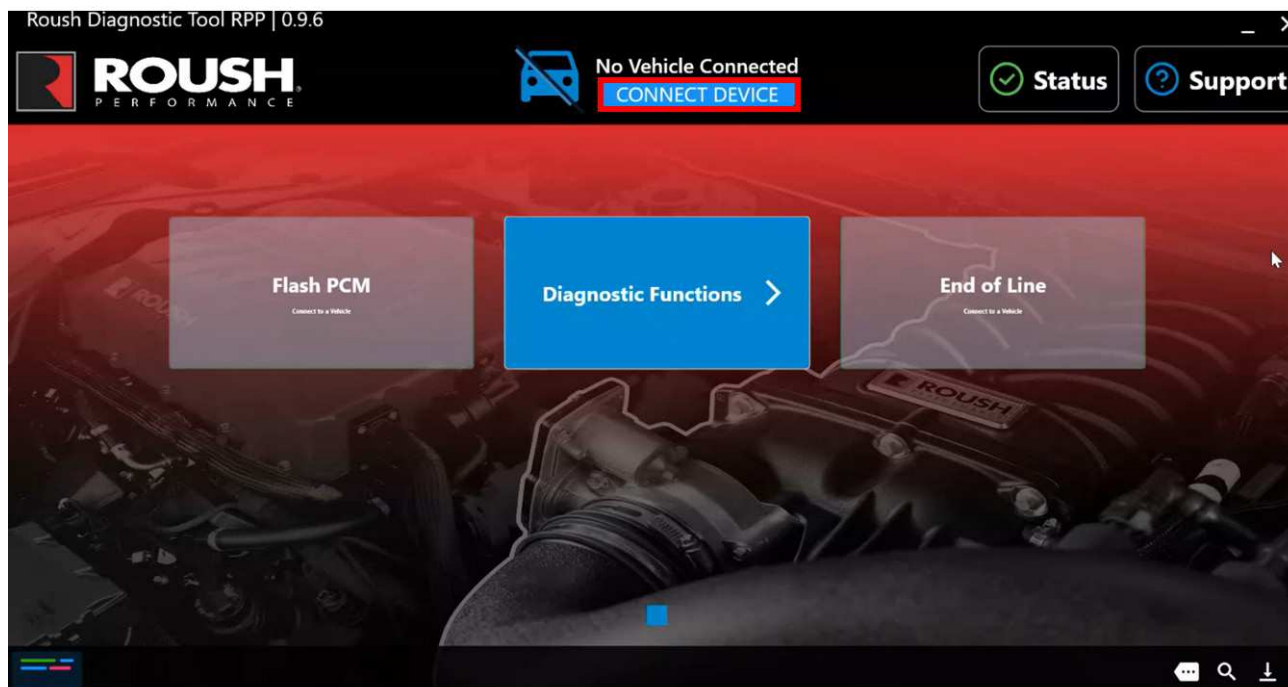 Roush Diagnostic Tool RPP | 0.9.6
ROUSH
PERFORMANCE
No Vehicle Connected
CONNECT DEVICE
Status
Support
Flash PCM
Connect to a Vehicle
Diagnostic Functions
End of Line
Connect to a Vehicle
ROUSH